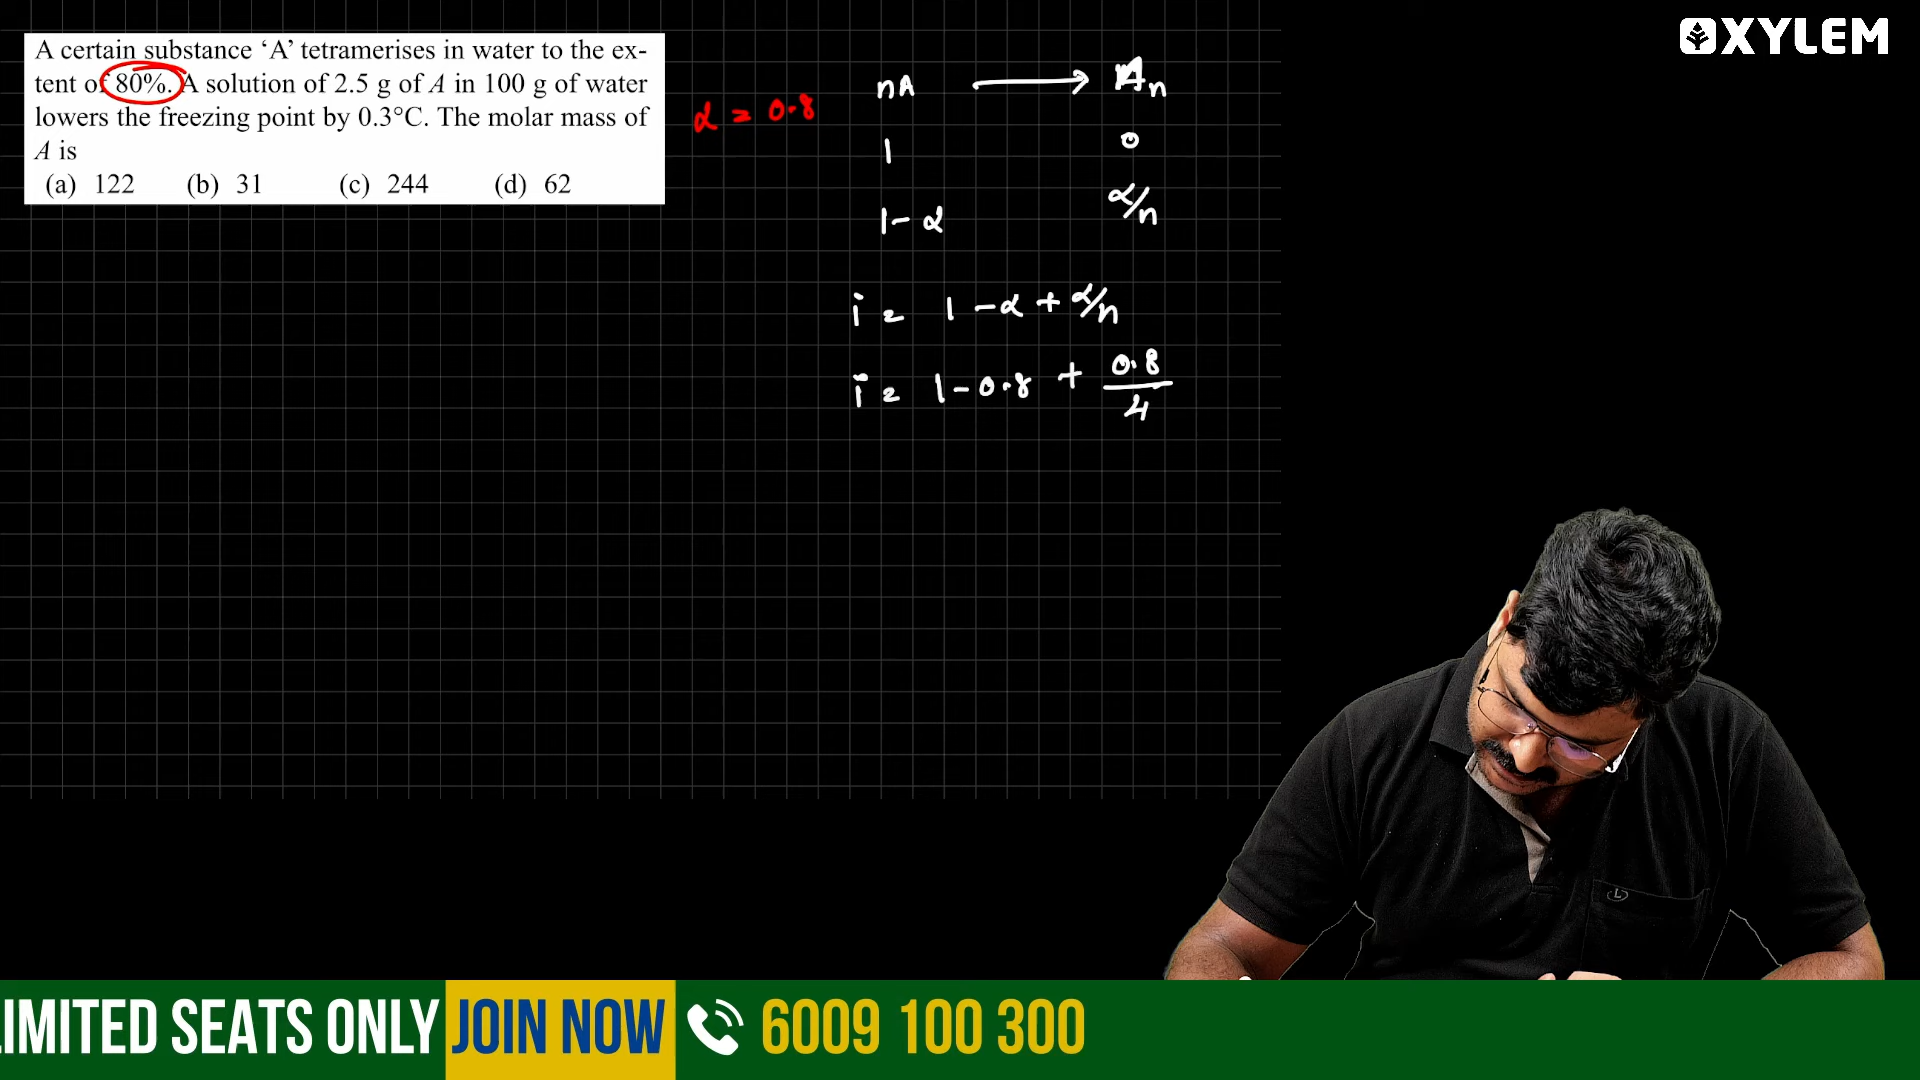 OXYLEM
A certain substance ‘A’ tetramerises in water to the ex-
tent of 80%. A solution of 2.5 g of A in 100 g of water
lowers the freezing point by 0.3°C. The molar mass of
A is
(a) 122 (b) 31 (c) 244 (d) 62
α = 0.8
nA ⟶ Aₙ
1 0
1 - α α/n
i = 1 - α + α/n
i = 1 - 0.8 + 0.8/4
LIMITED SEATS ONLY JOIN NOW 6009 100 300